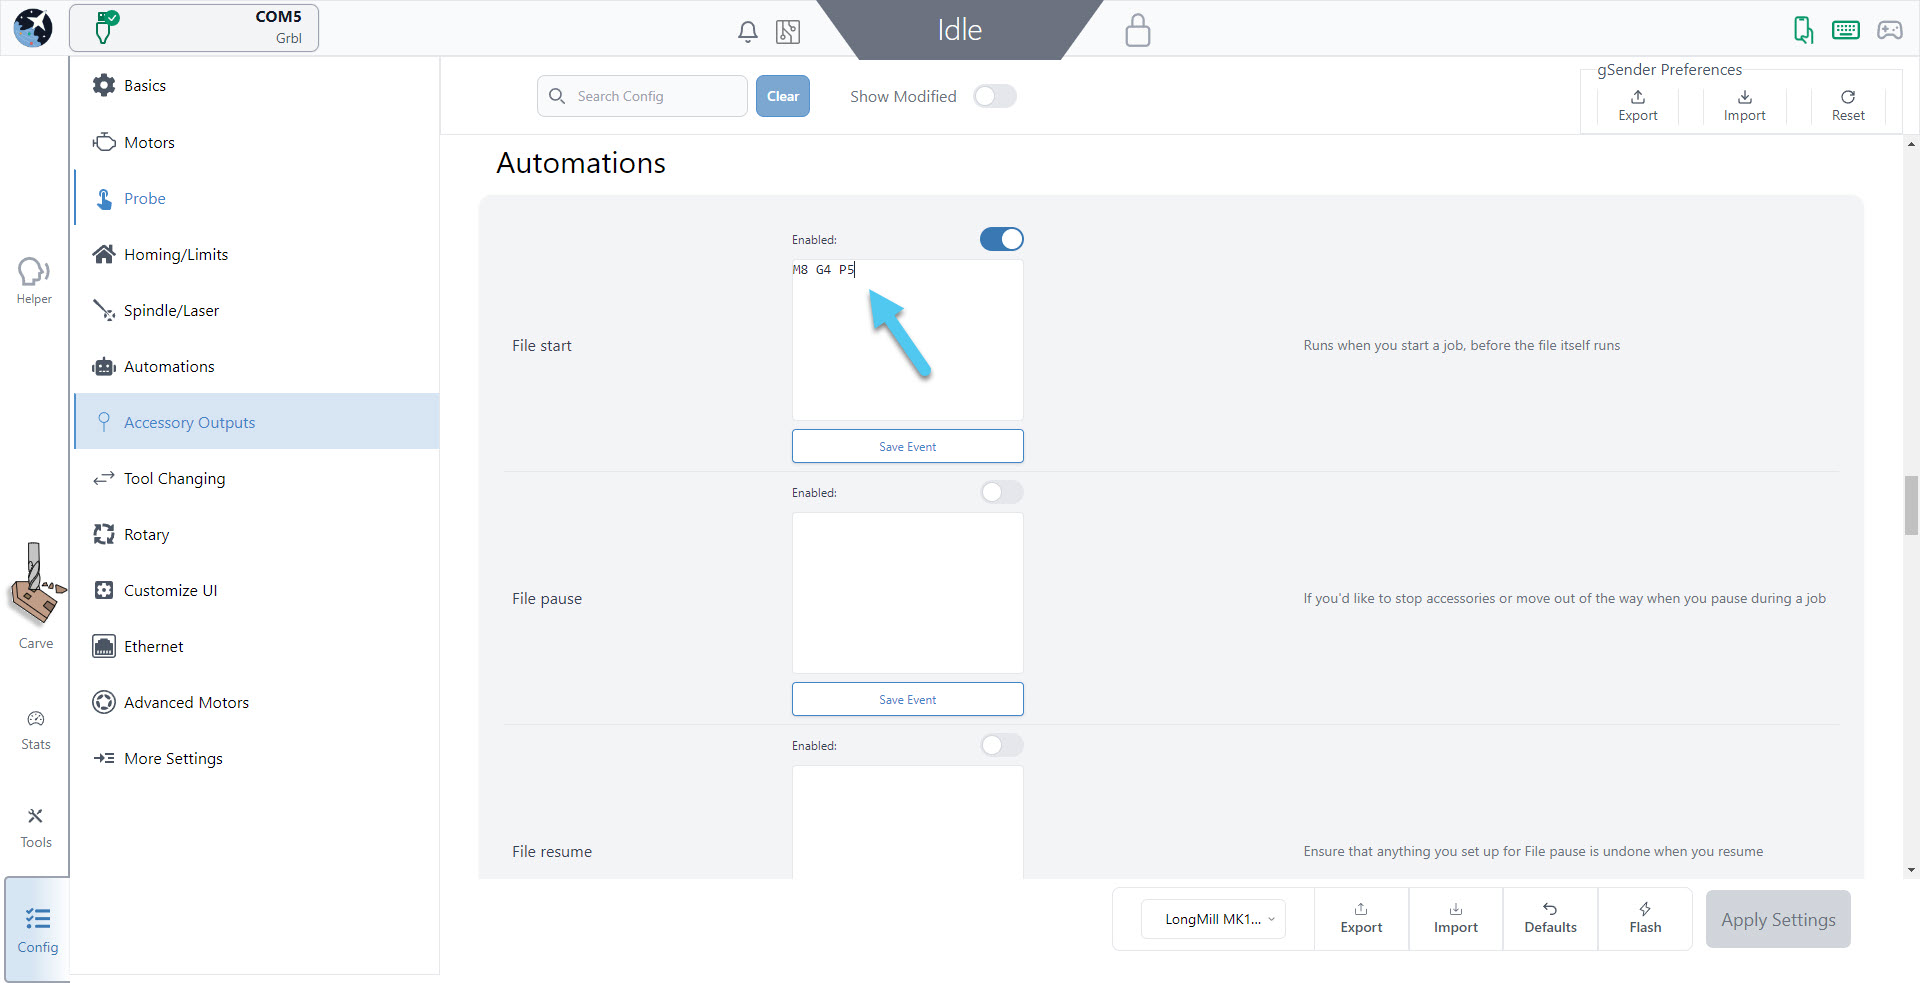 COM5
Grbl
Idle
Basics
Motors
Probe
Homing/Limits
Spindle/Laser
Automations
Accessory Outputs
Tool Changing
Rotary
Customize UI
Ethernet
Advanced Motors
More Settings
Helper
Carve
Stats
Tools
Config
Search Config
Clear
Show Modified
gSender Preferences
Export
Import
Reset
Automations
Enabled:
M8 G4 P5
File start
Runs when you start a job, before the file itself runs
Save Event
Enabled:
File pause
If you'd like to stop accessories or move out of the way when you pause during a job
Save Event
Enabled:
File resume
Ensure that anything you set up for File pause is undone when you resume
LongMill MK1...
Export
Import
Defaults
Flash
Apply Settings